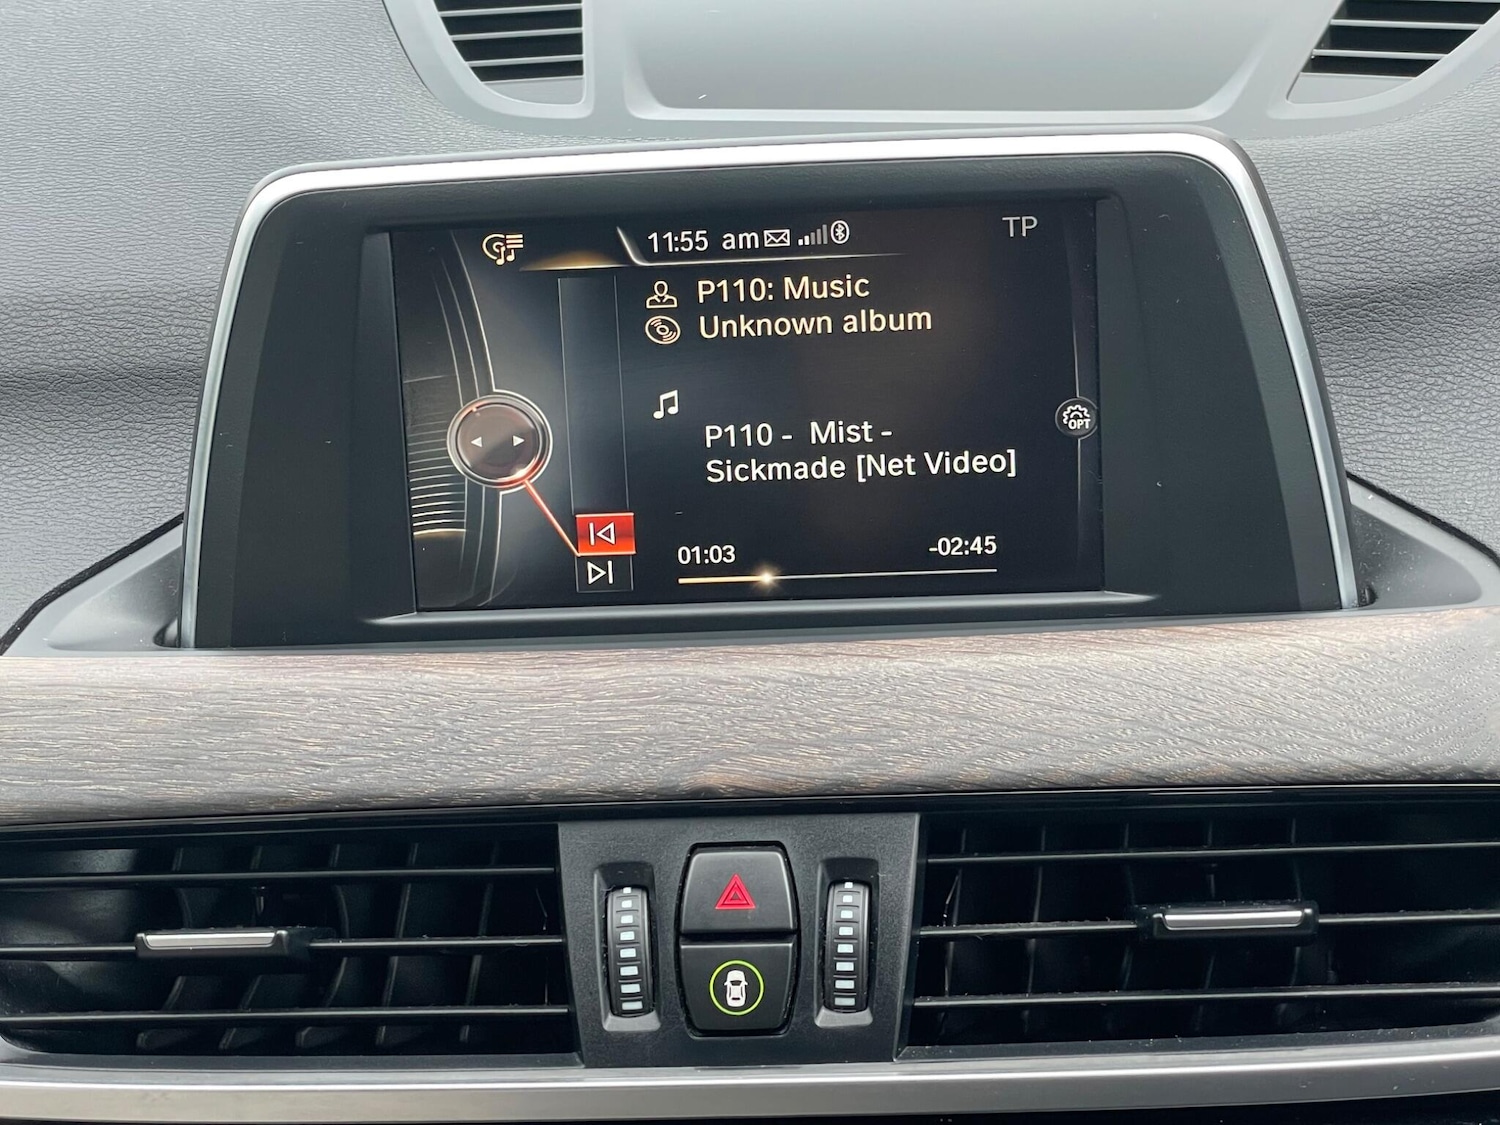 11:55 am
TP
P110: Music
Unknown album
P110 - Mist -
Sickmade [Net Video]
OPT
01:03
-02:45